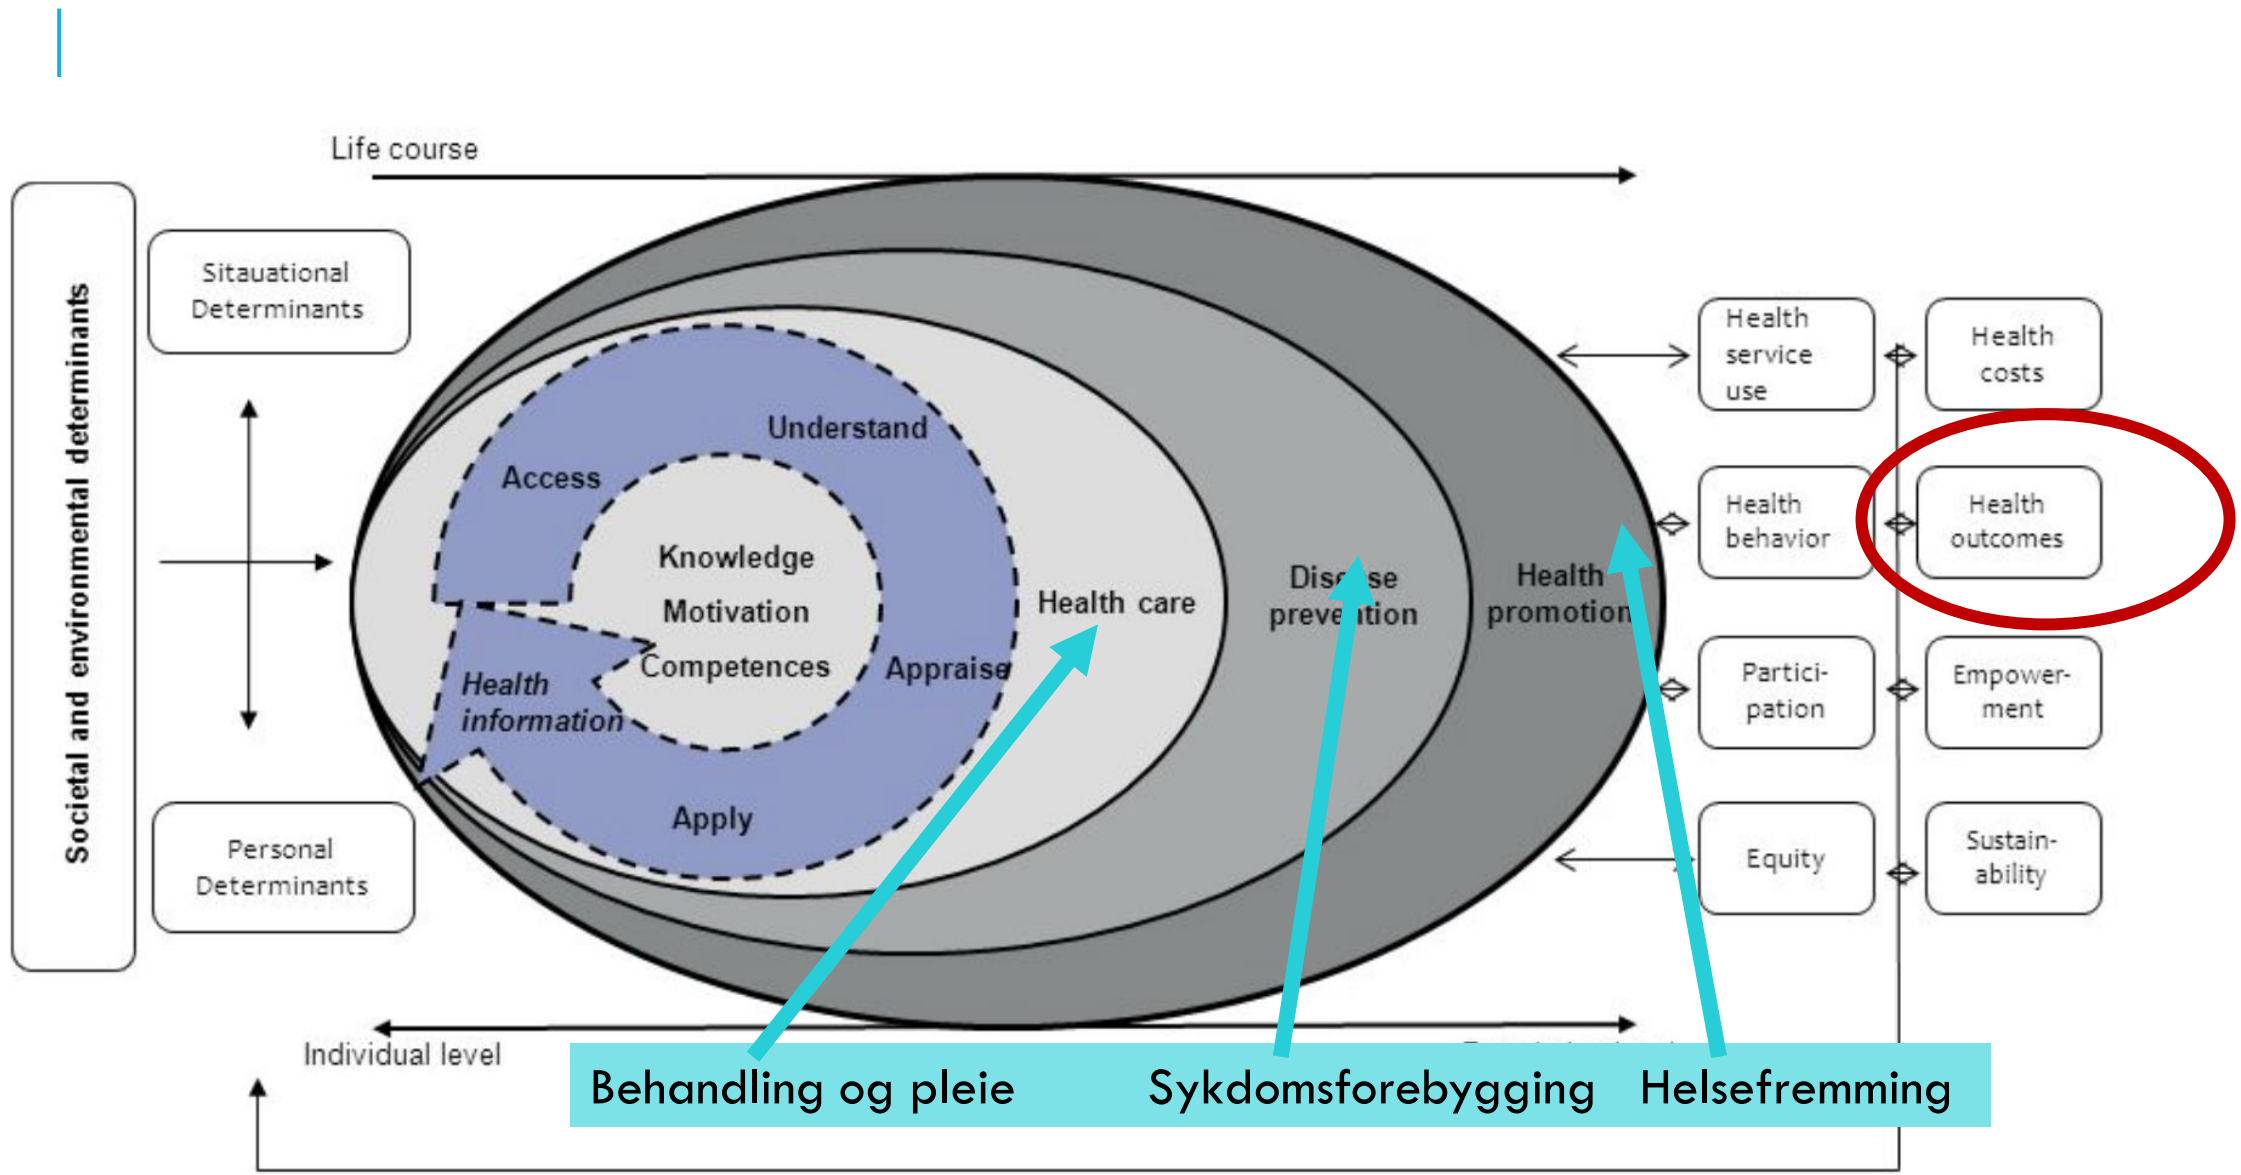 Life course
Societal and environmental determinants
Sitauational
Determinants
Personal
Determinants
Access
Understand
Appraise
Apply
Health
information
Knowledge
Motivation
Competences
Health care
Disease
prevention
Health
promotion
Health
service
use
Health
costs
Health
behavior
Health
outcomes
Partici-
pation
Empower-
ment
Equity
Sustain-
ability
Individual level
Behandling og pleie
Sykdomsforebygging
Helsefremming